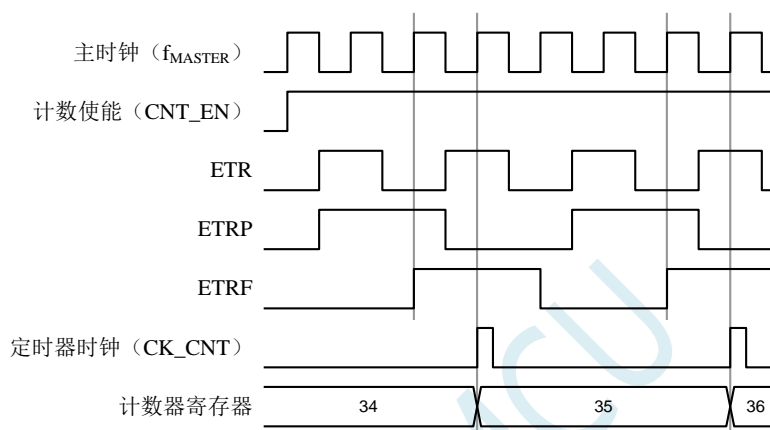 主时钟（fMASTER）
计数使能（CNT_EN）
ETR
ETRP
ETRF
定时器时钟（CK_CNT）
计数器寄存器 34 35 36
MCU